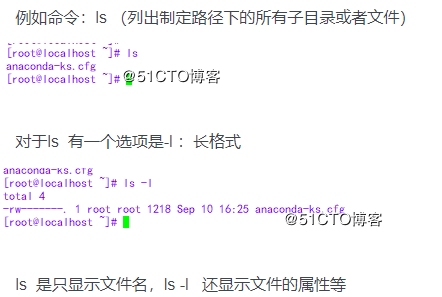 例如命令：ls （列出制定路径下的所有子目录或者文件）
[root@localhost ~]# ls
anaconda-ks.cfg
[root@localhost ~]#
@51CTO博客
对于ls 有一个选项是-l ：长格式
anaconda-ks.cfg
[root@localhost ~]# ls -l
total 4
-rw-------. 1 root root 1218 Sep 10 16:25 anaconda-ks.cfg
[root@localhost ~]#
@51CTO博客
ls 是只显示文件名，ls -l 还显示文件的属性等